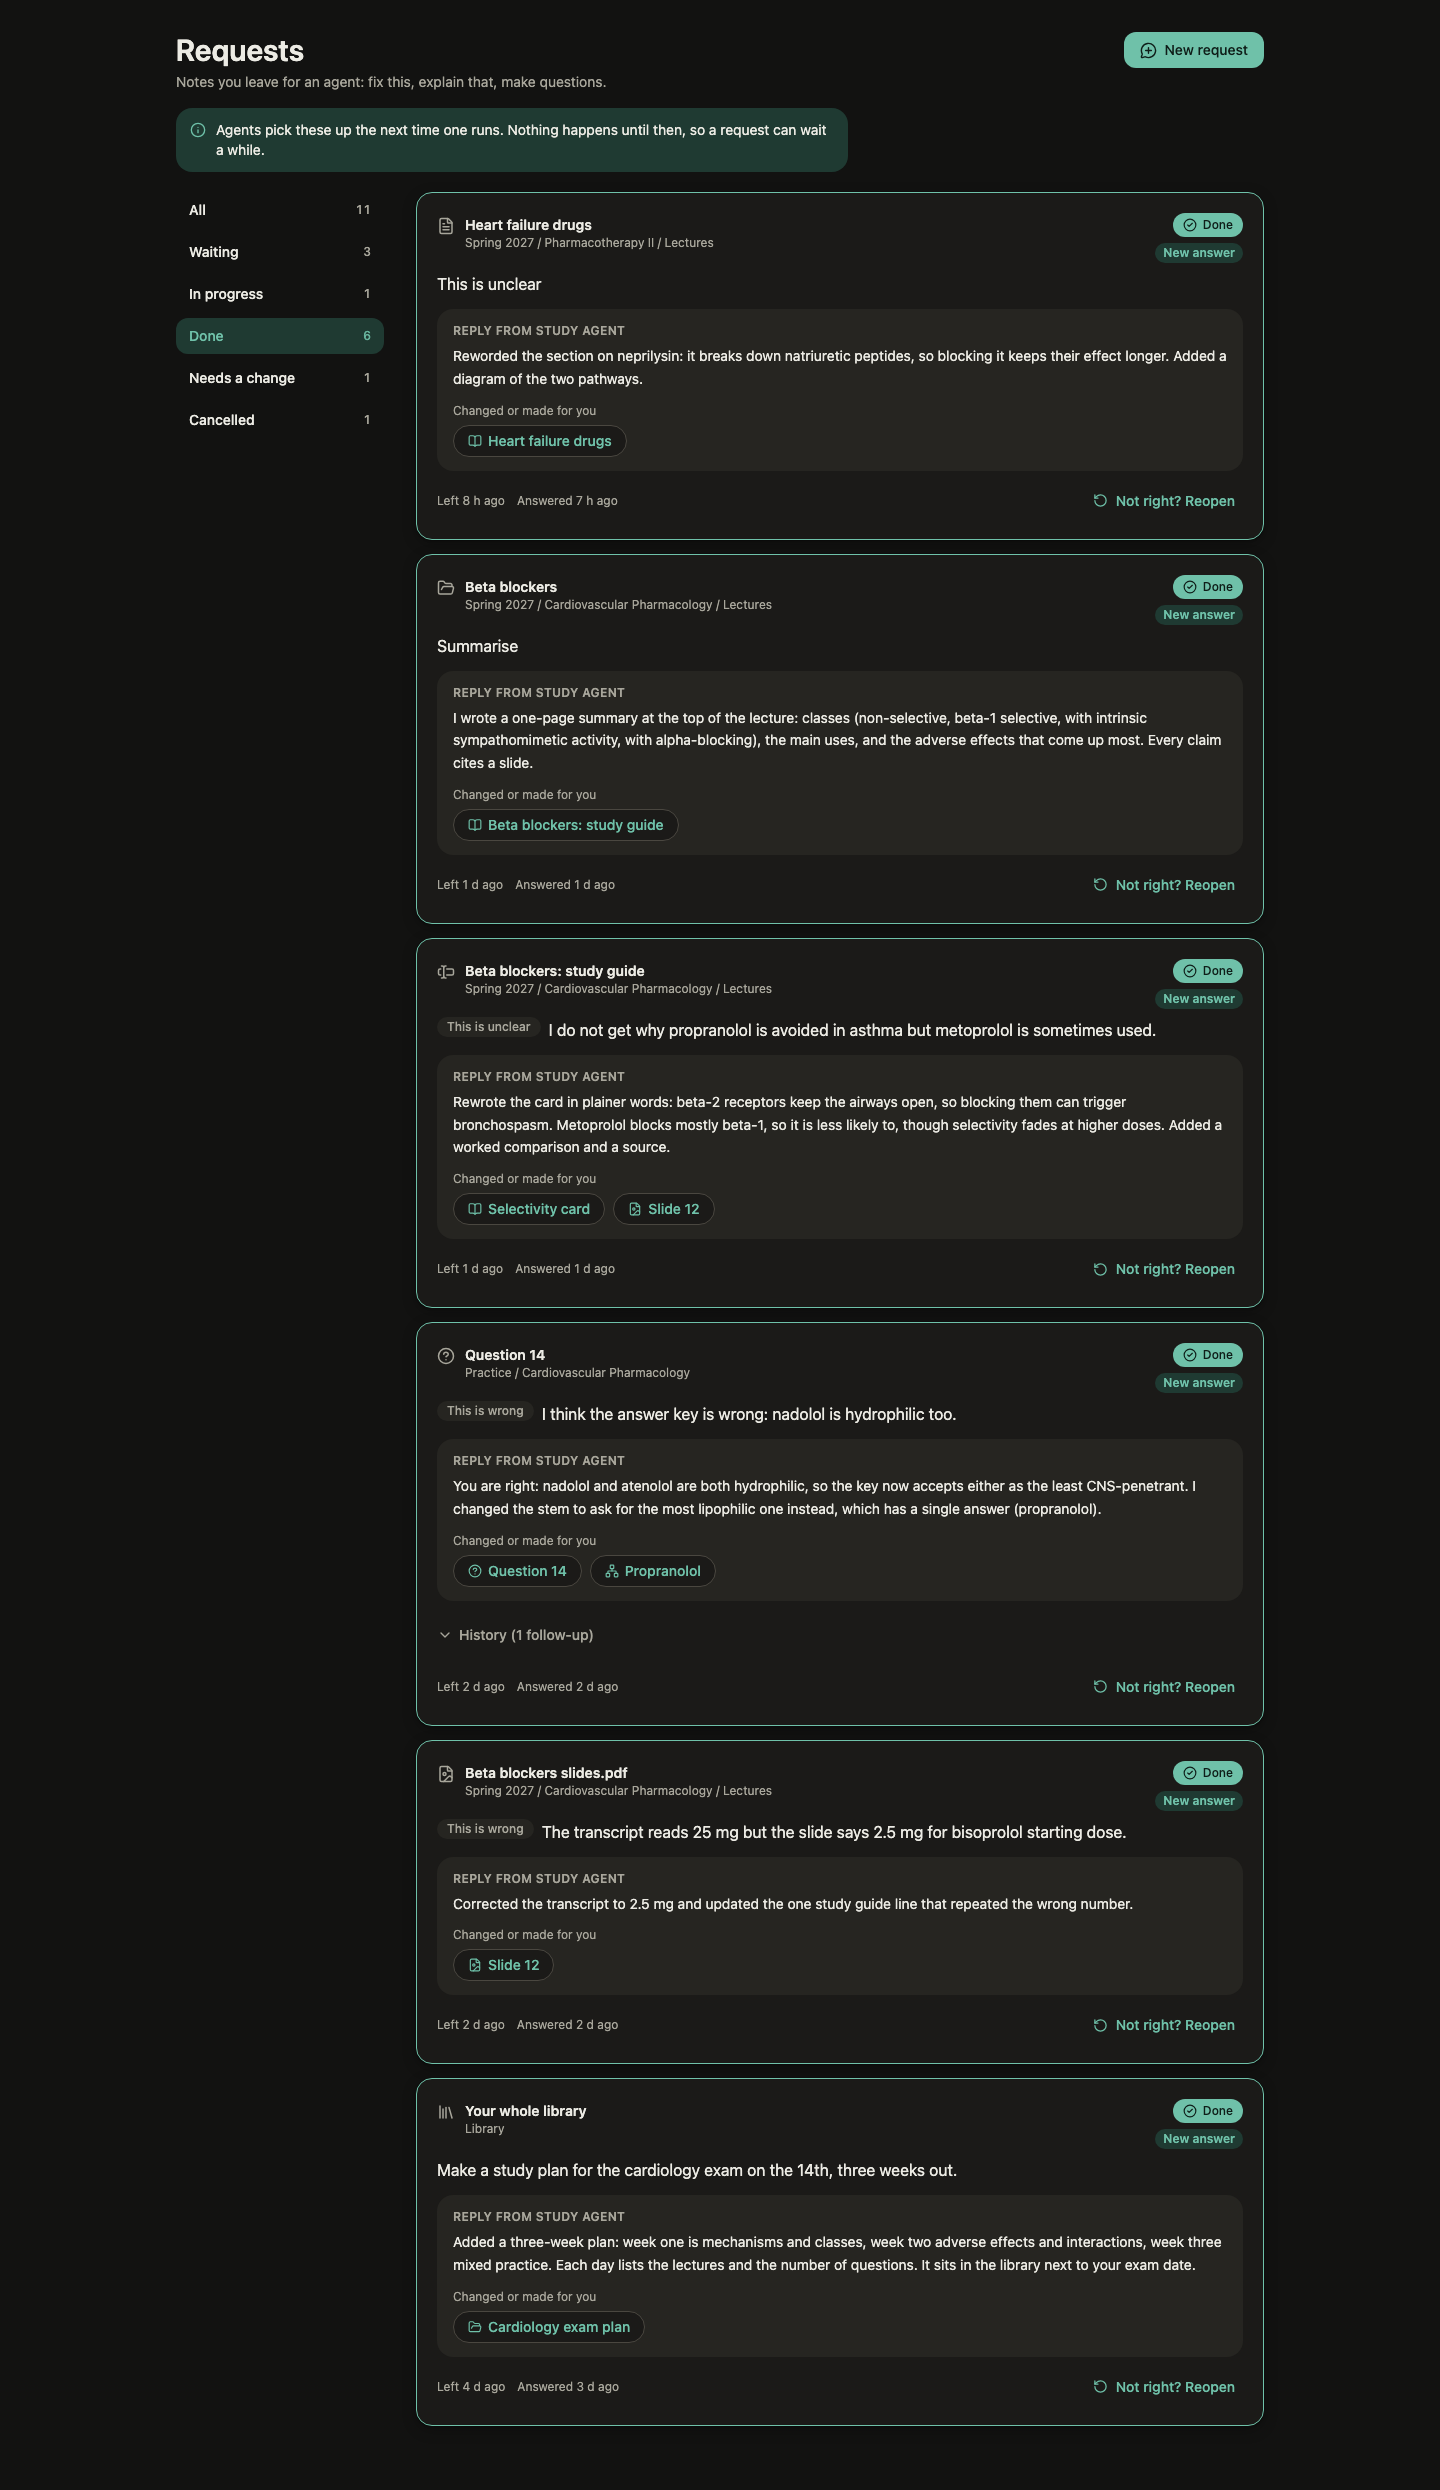 Requests
Notes you leave for an agent: fix this, explain that, make questions.
New request
Agents pick these up the next time one runs. Nothing happens until then, so a request can wait
a while.
All 11
Waiting 3
In progress 1
Done 6
Needs a change 1
Cancelled 1
Heart failure drugs
Spring 2027 / Pharmacotherapy II / Lectures
Done
New answer
This is unclear
REPLY FROM STUDY AGENT
Reworded the section on neprilysin: it breaks down natriuretic peptides, so blocking it keeps their effect longer. Added a
diagram of the two pathways.
Changed or made for you
Heart failure drugs
Left 8 h ago Answered 7 h ago
Not right? Reopen
Beta blockers
Spring 2027 / Cardiovascular Pharmacology / Lectures
Done
New answer
Summarise
REPLY FROM STUDY AGENT
I wrote a one-page summary at the top of the lecture: classes (non-selective, beta-1 selective, with intrinsic
sympathomimetic activity, with alpha-blocking), the main uses, and the adverse effects that come up most. Every claim
cites a slide.
Changed or made for you
Beta blockers: study guide
Left 1 d ago Answered 1 d ago
Not right? Reopen
Beta blockers: study guide
Spring 2027 / Cardiovascular Pharmacology / Lectures
Done
New answer
This is unclear I do not get why propranolol is avoided in asthma but metoprolol is sometimes used.
REPLY FROM STUDY AGENT
Rewrote the card in plainer words: beta-2 receptors keep the airways open, so blocking them can trigger
bronchospasm. Metoprolol blocks mostly beta-1, so it is less likely to, though selectivity fades at higher doses. Added a
worked comparison and a source.
Changed or made for you
Selectivity card Slide 12
Left 1 d ago Answered 1 d ago
Not right? Reopen
Question 14
Practice / Cardiovascular Pharmacology
Done
New answer
This is wrong I think the answer key is wrong: nadolol is hydrophilic too.
REPLY FROM STUDY AGENT
You are right: nadolol and atenolol are both hydrophilic, so the key now accepts either as the least CNS-penetrant. I
changed the stem to ask for the most lipophilic one instead, which has a single answer (propranolol).
Changed or made for you
Question 14 Propranolol
History (1 follow-up)
Left 2 d ago Answered 2 d ago
Not right? Reopen
Beta blockers slides.pdf
Spring 2027 / Cardiovascular Pharmacology / Lectures
Done
New answer
This is wrong The transcript reads 25 mg but the slide says 2.5 mg for bisoprolol starting dose.
REPLY FROM STUDY AGENT
Corrected the transcript to 2.5 mg and updated the one study guide line that repeated the wrong number.
Changed or made for you
Slide 12
Left 2 d ago Answered 2 d ago
Not right? Reopen
Your whole library
Library
Done
New answer
Make a study plan for the cardiology exam on the 14th, three weeks out.
REPLY FROM STUDY AGENT
Added a three-week plan: week one is mechanisms and classes, week two adverse effects and interactions, week three
mixed practice. Each day lists the lectures and the number of questions. It sits in the library next to your exam date.
Changed or made for you
Cardiology exam plan
Left 4 d ago Answered 3 d ago
Not right? Reopen